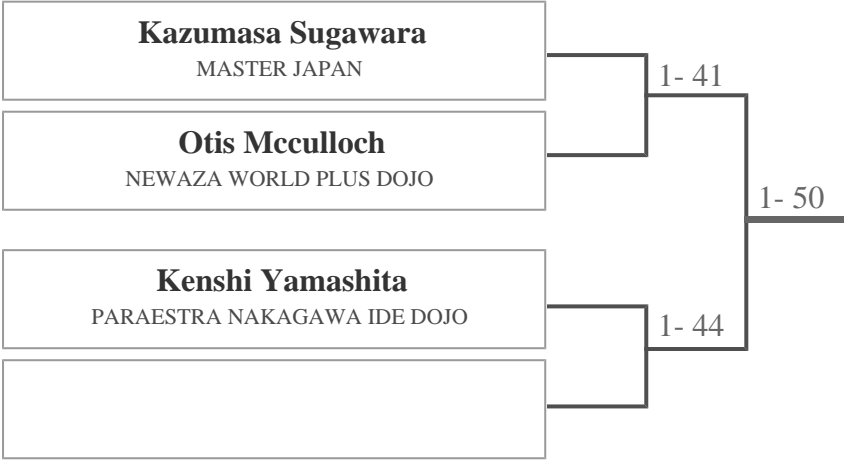 Kazumasa Sugawara
MASTER JAPAN
1- 41
Otis Mcculloch
NEWAZA WORLD PLUS DOJO
1- 50
Kenshi Yamashita
PARAESTRA NAKAGAWA IDE DOJO
1- 44